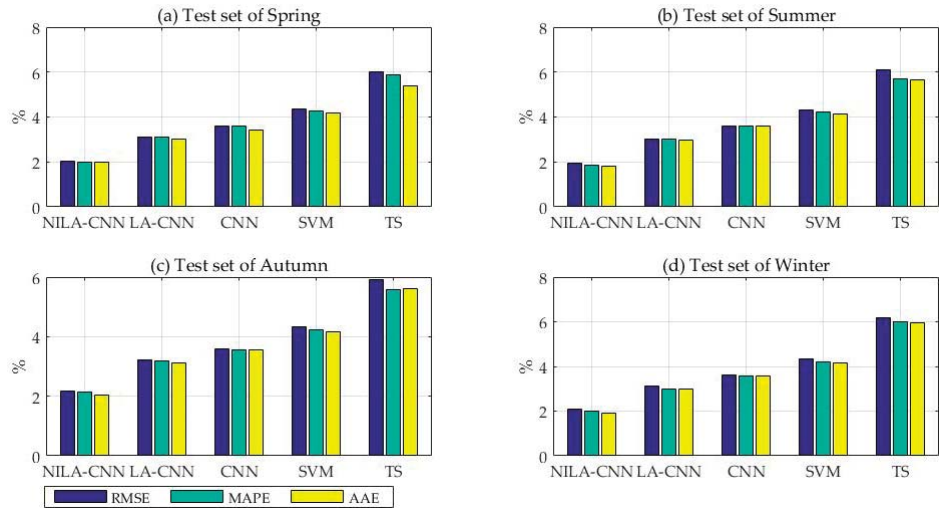 (a) Test set of Spring
8
6
4
2
0
%
NILA-CNN LA-CNN CNN SVM TS
(b) Test set of Summer
8
6
4
2
0
%
NILA-CNN LA-CNN CNN SVM TS
(c) Test set of Autumn
6
4
2
0
%
NILA-CNN LA-CNN CNN SVM TS
(d) Test set of Winter
8
6
4
2
0
%
NILA-CNN LA-CNN CNN SVM TS
RMSE MAPE AAE